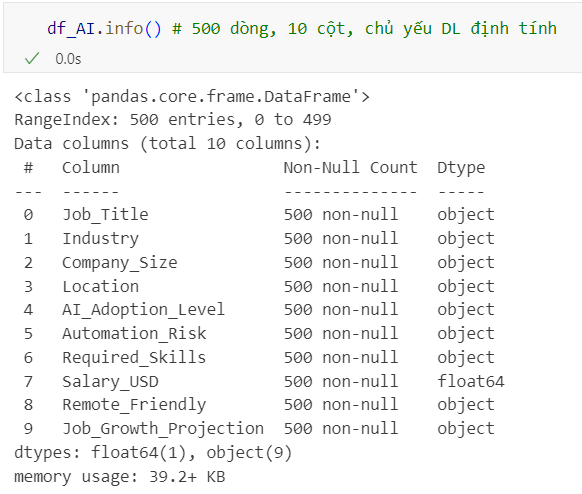 df_AI.info() # 500 dòng, 10 cột, chủ yếu DL định tính
✓ 0.0s
<class 'pandas.core.frame.DataFrame'>
RangeIndex: 500 entries, 0 to 499
Data columns (total 10 columns):
 #   Column                 Non-Null Count  Dtype
---  ------                 --------------  -----
 0   Job_Title              500 non-null    object
 1   Industry               500 non-null    object
 2   Company_Size           500 non-null    object
 3   Location               500 non-null    object
 4   AI_Adoption_Level      500 non-null    object
 5   Automation_Risk        500 non-null    object
 6   Required_Skills        500 non-null    object
 7   Salary_USD             500 non-null    float64
 8   Remote_Friendly        500 non-null    object
 9   Job_Growth_Projection  500 non-null    object
dtypes: float64(1), object(9)
memory usage: 39.2+ KB